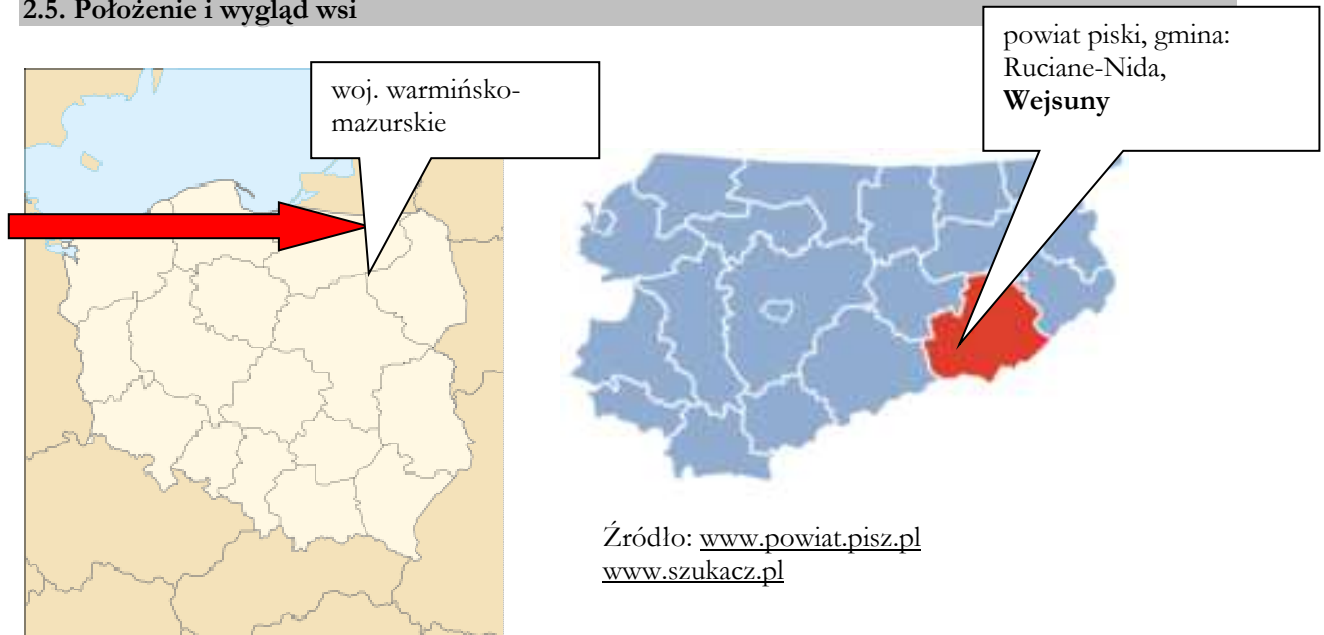 2.5. Położenie i wygląd wsi
woj. warmińsko-
mazurskie
powiat piski, gmina:
Ruciane-Nida,
Wejsuny
Źródło: www.powiat.pisz.pl
www.szukacz.pl